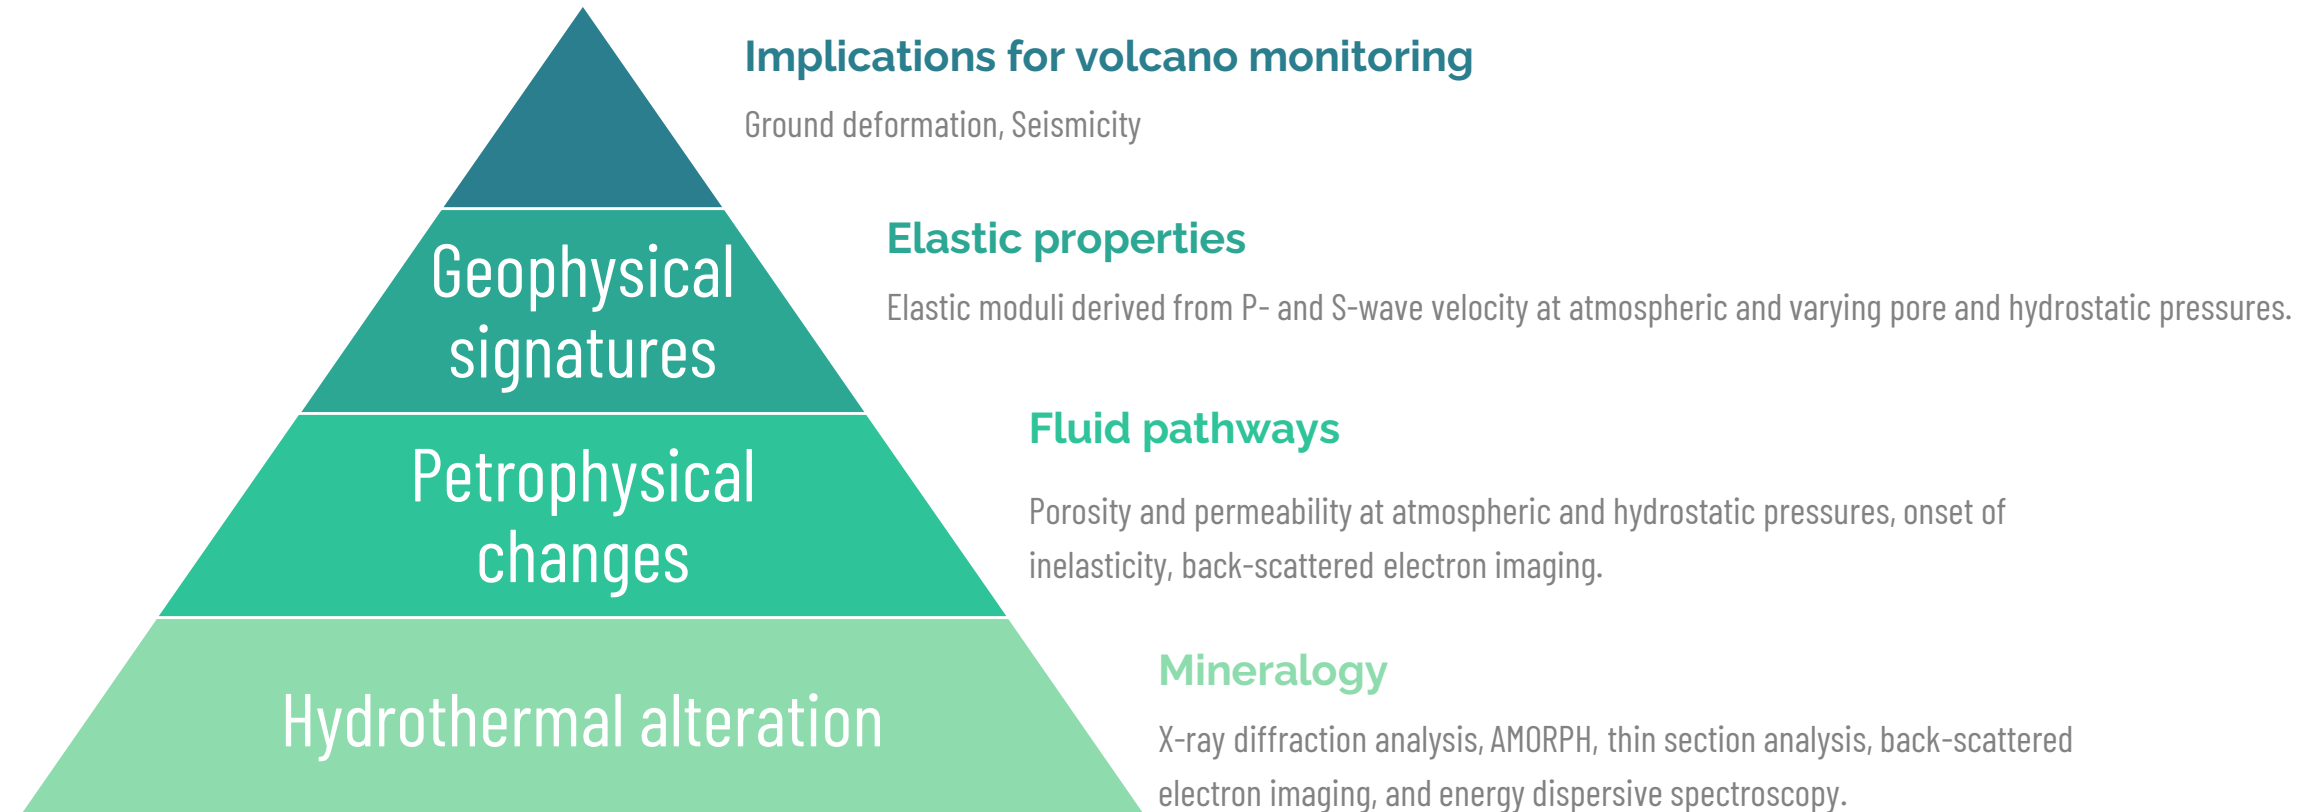 Implications for volcano monitoring
Ground deformation, Seismicity
Geophysical
signatures
Elastic properties
Elastic moduli derived from P- and S-wave velocity at atmospheric and varying pore and hydrostatic pressures.
Petrophysical
changes
Fluid pathways
Porosity and permeability at atmospheric and hydrostatic pressures, onset of
inelasticity, back-scattered electron imaging.
Hydrothermal alteration
Mineralogy
X-ray diffraction analysis, AMORPH, thin section analysis, back-scattered
electron imaging, and energy dispersive spectroscopy.